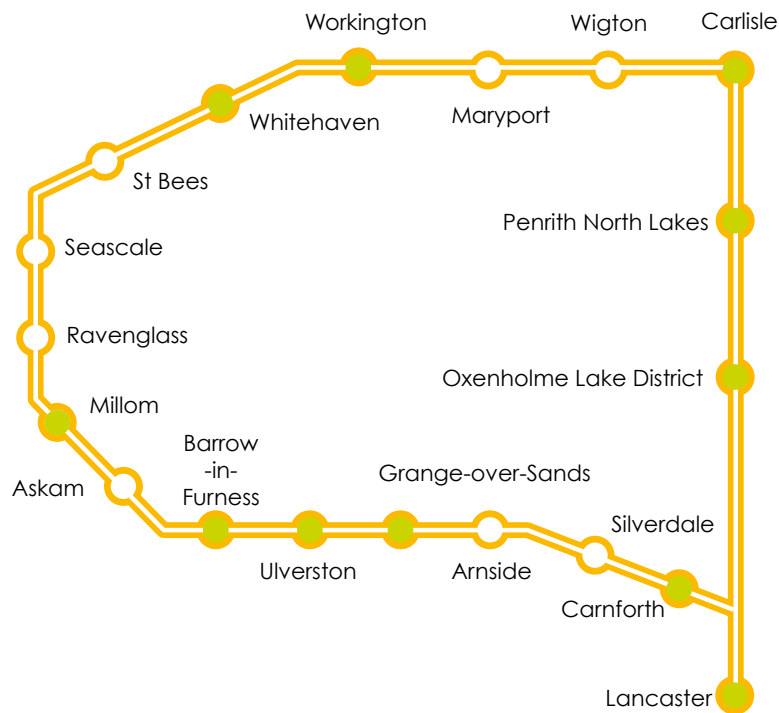 Workington
Wigton
Carlisle
Maryport
Whitehaven
St Bees
Penrith North Lakes
Seascale
Ravenglass
Oxenholme Lake District
Millom
Askam
Barrow
-in-
Furness
Grange-over-Sands
Silverdale
Ulverston
Arnside
Carnforth
Lancaster